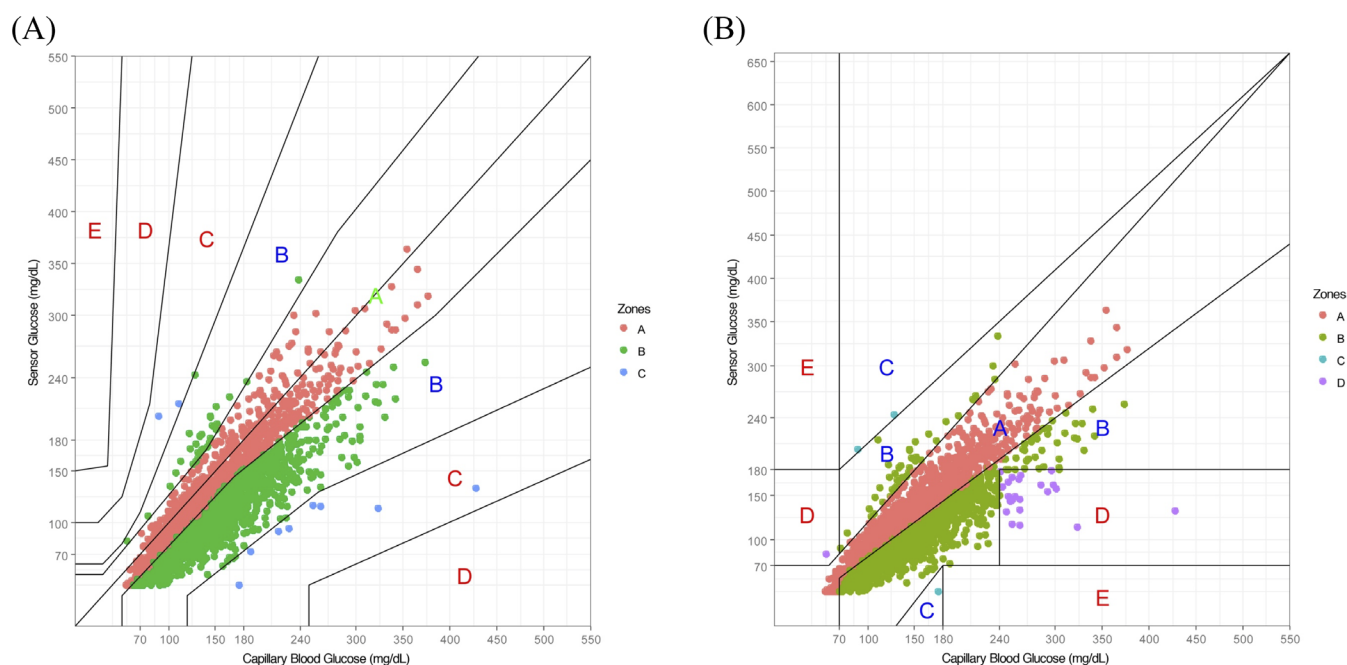 (A)
550
500
450
400
350
300
240
180
150
100
70
Sensor Glucose (mg/dL)
E
D
C
B
A
B
C
D
70 100 150 180 240 300 350 400 450 500 550
Capillary Blood Glucose (mg/dL)
Zones
A
B
C
(B)
650
600
550
500
450
400
350
300
240
180
150
100
70
Sensor Glucose (mg/dL)
E
C
B
A
B
D
D
C
E
70 100 150 180 240 300 350 400 450 500 550
Capillary Blood Glucose (mg/dL)
Zones
A
B
C
D